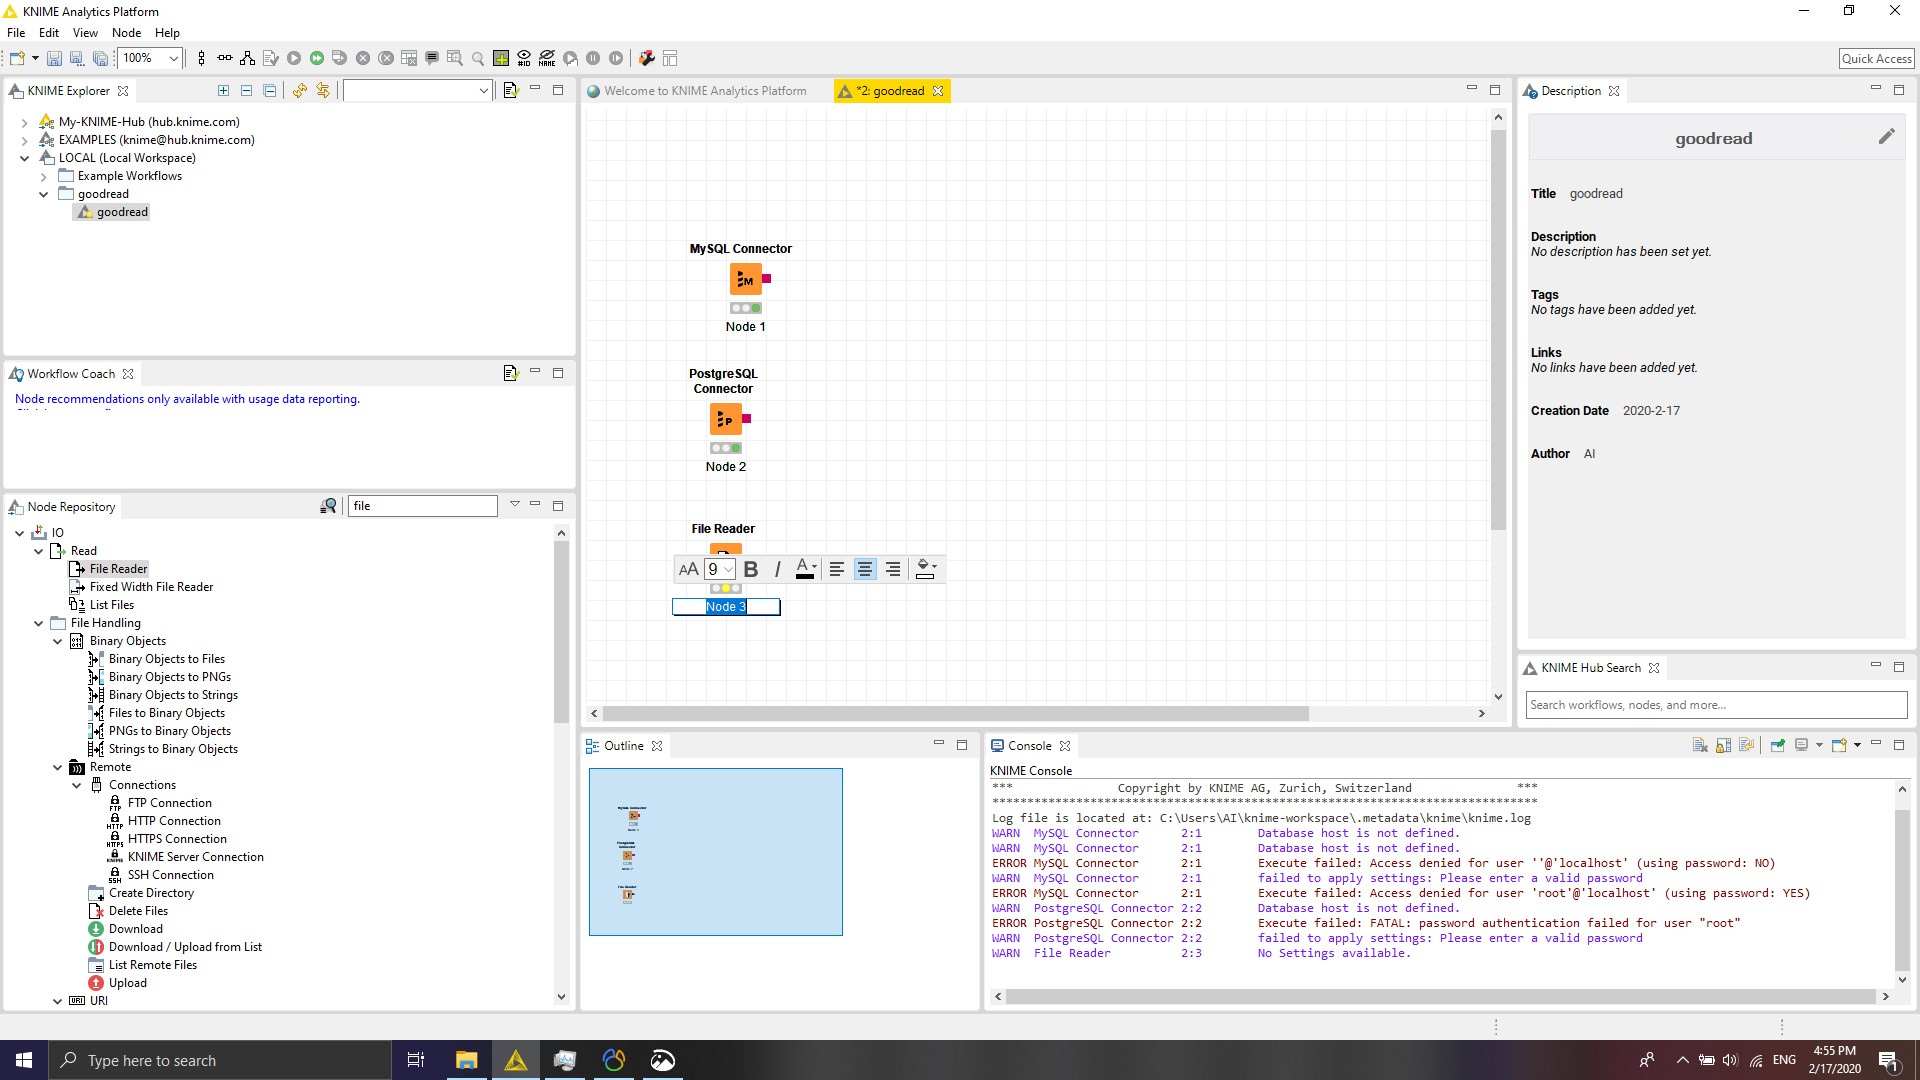 KNIME Analytics Platform
File Edit View Node Help
100%
#ID
NAME
Quick Access
KNIME Explorer
My-KNIME-Hub (hub.knime.com)
EXAMPLES (knime@hub.knime.com)
LOCAL (Local Workspace)
Example Workflows
goodread
goodread
Workflow Coach
Node recommendations only available with usage data reporting.
Node Repository
file
IO
Read
File Reader
Fixed Width File Reader
List Files
File Handling
Binary Objects
Binary Objects to Files
Binary Objects to PNGs
Binary Objects to Strings
Files to Binary Objects
PNGs to Binary Objects
Strings to Binary Objects
Remote
Connections
FTP Connection
HTTP Connection
HTTPS Connection
KNIME Server Connection
SSH Connection
Create Directory
Delete Files
Download
Download / Upload from List
List Remote Files
Upload
URI
Welcome to KNIME Analytics Platform
*2: goodread
MySQL Connector
M
Node 1
PostgreSQL
Connector
P
Node 2
File Reader
AA 9 B I A
Node 3
Outline
Console
KNIME Console
*** Copyright by KNIME AG, Zurich, Switzerland ***
Log file is located at: C:\Users\AI\knime-workspace\.metadata\knime\knime.log
WARN MySQL Connector 2:1 Database host is not defined.
WARN MySQL Connector 2:1 Database host is not defined.
ERROR MySQL Connector 2:1 Execute failed: Access denied for user ''@'localhost' (using password: NO)
WARN MySQL Connector 2:1 failed to apply settings: Please enter a valid password
ERROR MySQL Connector 2:1 Execute failed: Access denied for user 'root'@'localhost' (using password: YES)
WARN PostgreSQL Connector 2:2 Database host is not defined.
ERROR PostgreSQL Connector 2:2 Execute failed: FATAL: password authentication failed for user "root"
WARN PostgreSQL Connector 2:2 failed to apply settings: Please enter a valid password
WARN File Reader 2:3 No Settings available.
Description
goodread
Title goodread
Description
No description has been set yet.
Tags
No tags have been added yet.
Links
No links have been added yet.
Creation Date 2020-2-17
Author AI
KNIME Hub Search
Search workflows, nodes, and more...
Type here to search
ENG
4:55 PM
2/17/2020
1